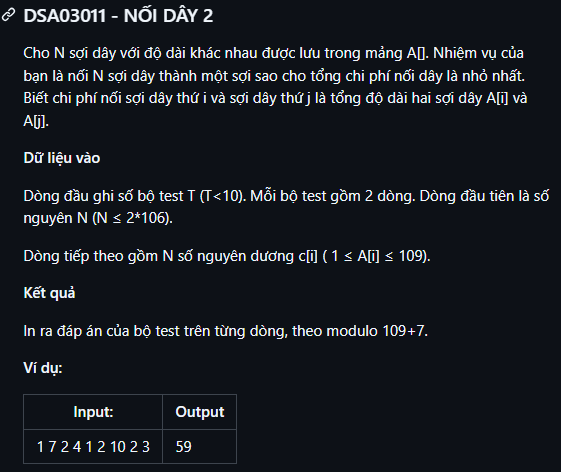 DSA03011 - NỐI DÂY 2
Cho N sợi dây với độ dài khác nhau được lưu trong mảng A[]. Nhiệm vụ của
bạn là nối N sợi dây thành một sợi sao cho tổng chi phí nối dây là nhỏ nhất.
Biết chi phí nối sợi dây thứ i và sợi dây thứ j là tổng độ dài hai sợi dây A[i] và
A[j].
Dữ liệu vào
Dòng đầu ghi số bộ test T (T<10). Mỗi bộ test gồm 2 dòng. Dòng đầu tiên là số
nguyên N (N ≤ 2*106).
Dòng tiếp theo gồm N số nguyên dương c[i] ( 1 ≤ A[i] ≤ 109).
Kết quả
In ra đáp án của bộ test trên từng dòng, theo modulo 109+7.
Ví dụ:
Input: Output
1 7 2 4 1 2 10 2 3 59